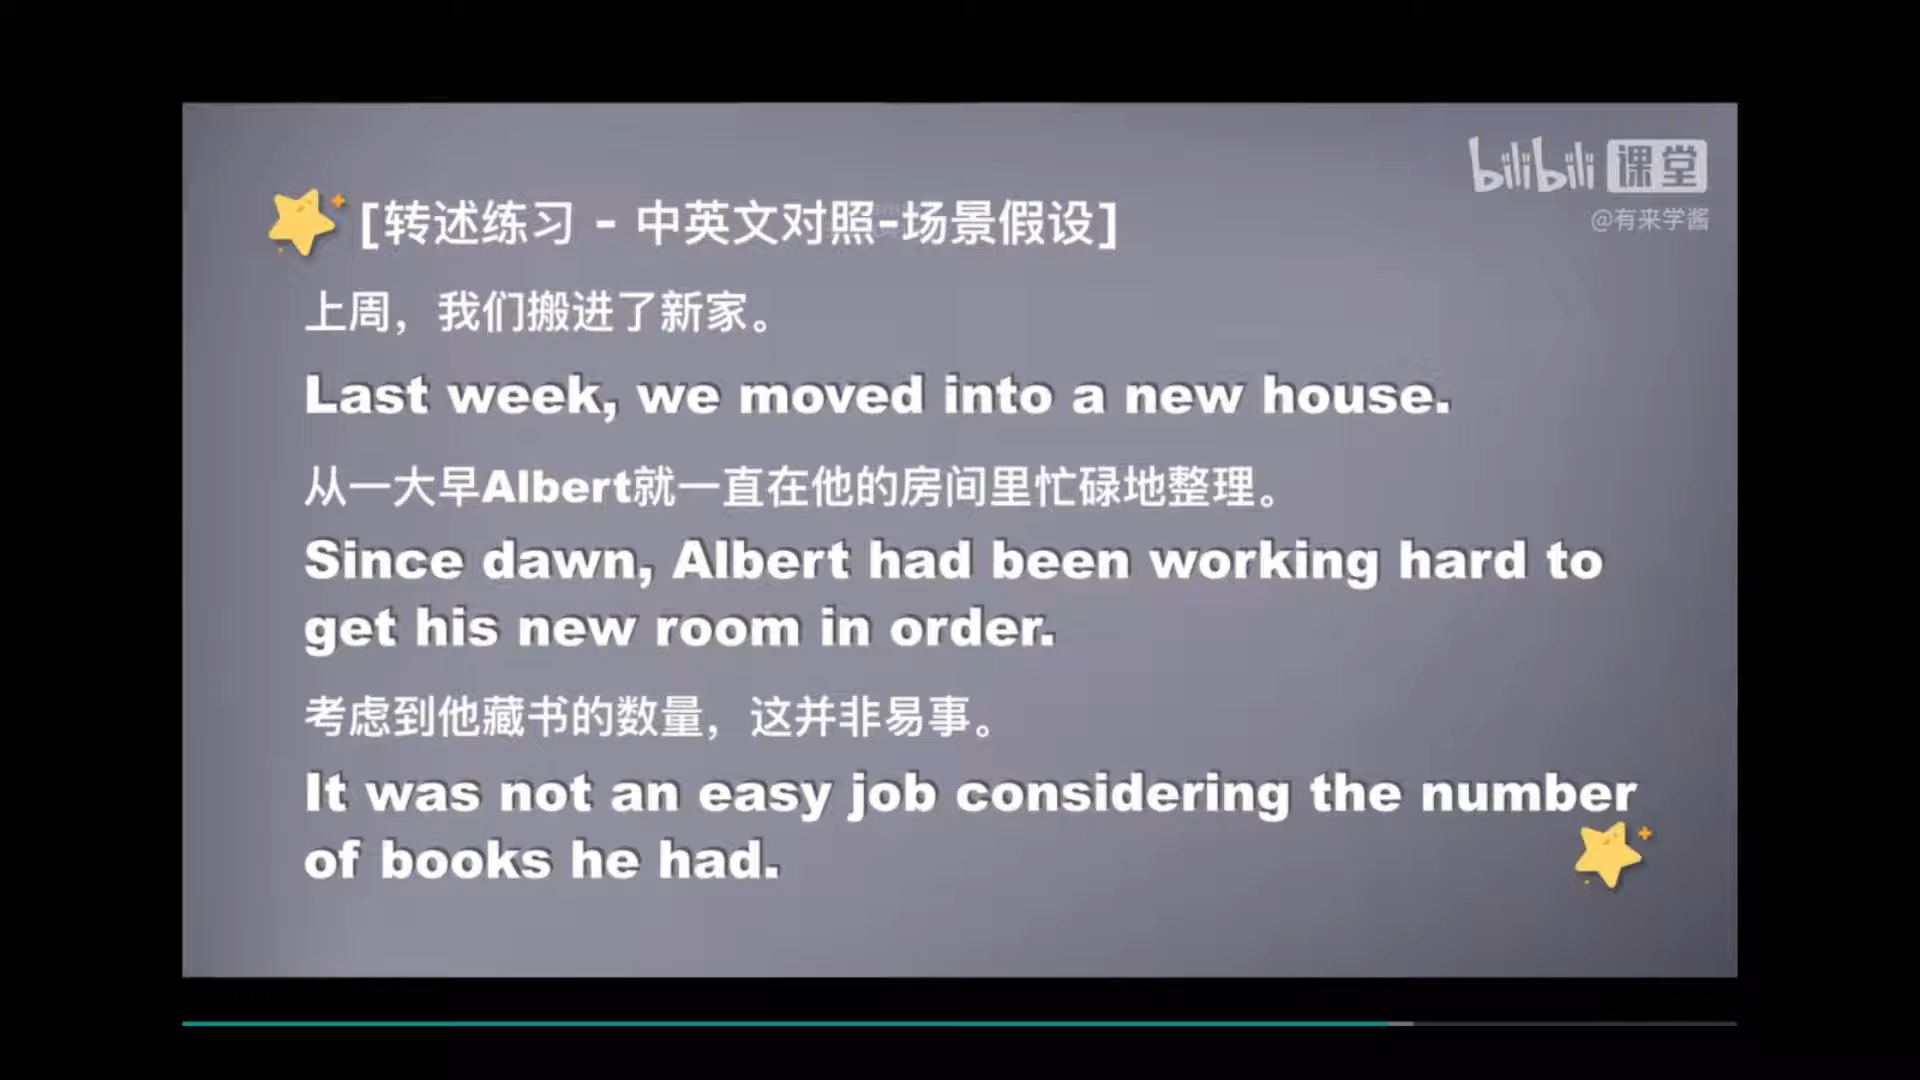 bilibili 课堂
@有来学酱
[转述练习 - 中英文对照-场景假设]
上周，我们搬进了新家。
Last week, we moved into a new house.
从一大早Albert就一直在他的房间里忙碌地整理。
Since dawn, Albert had been working hard to
get his new room in order.
考虑到他藏书的数量，这并非易事。
It was not an easy job considering the number
of books he had.